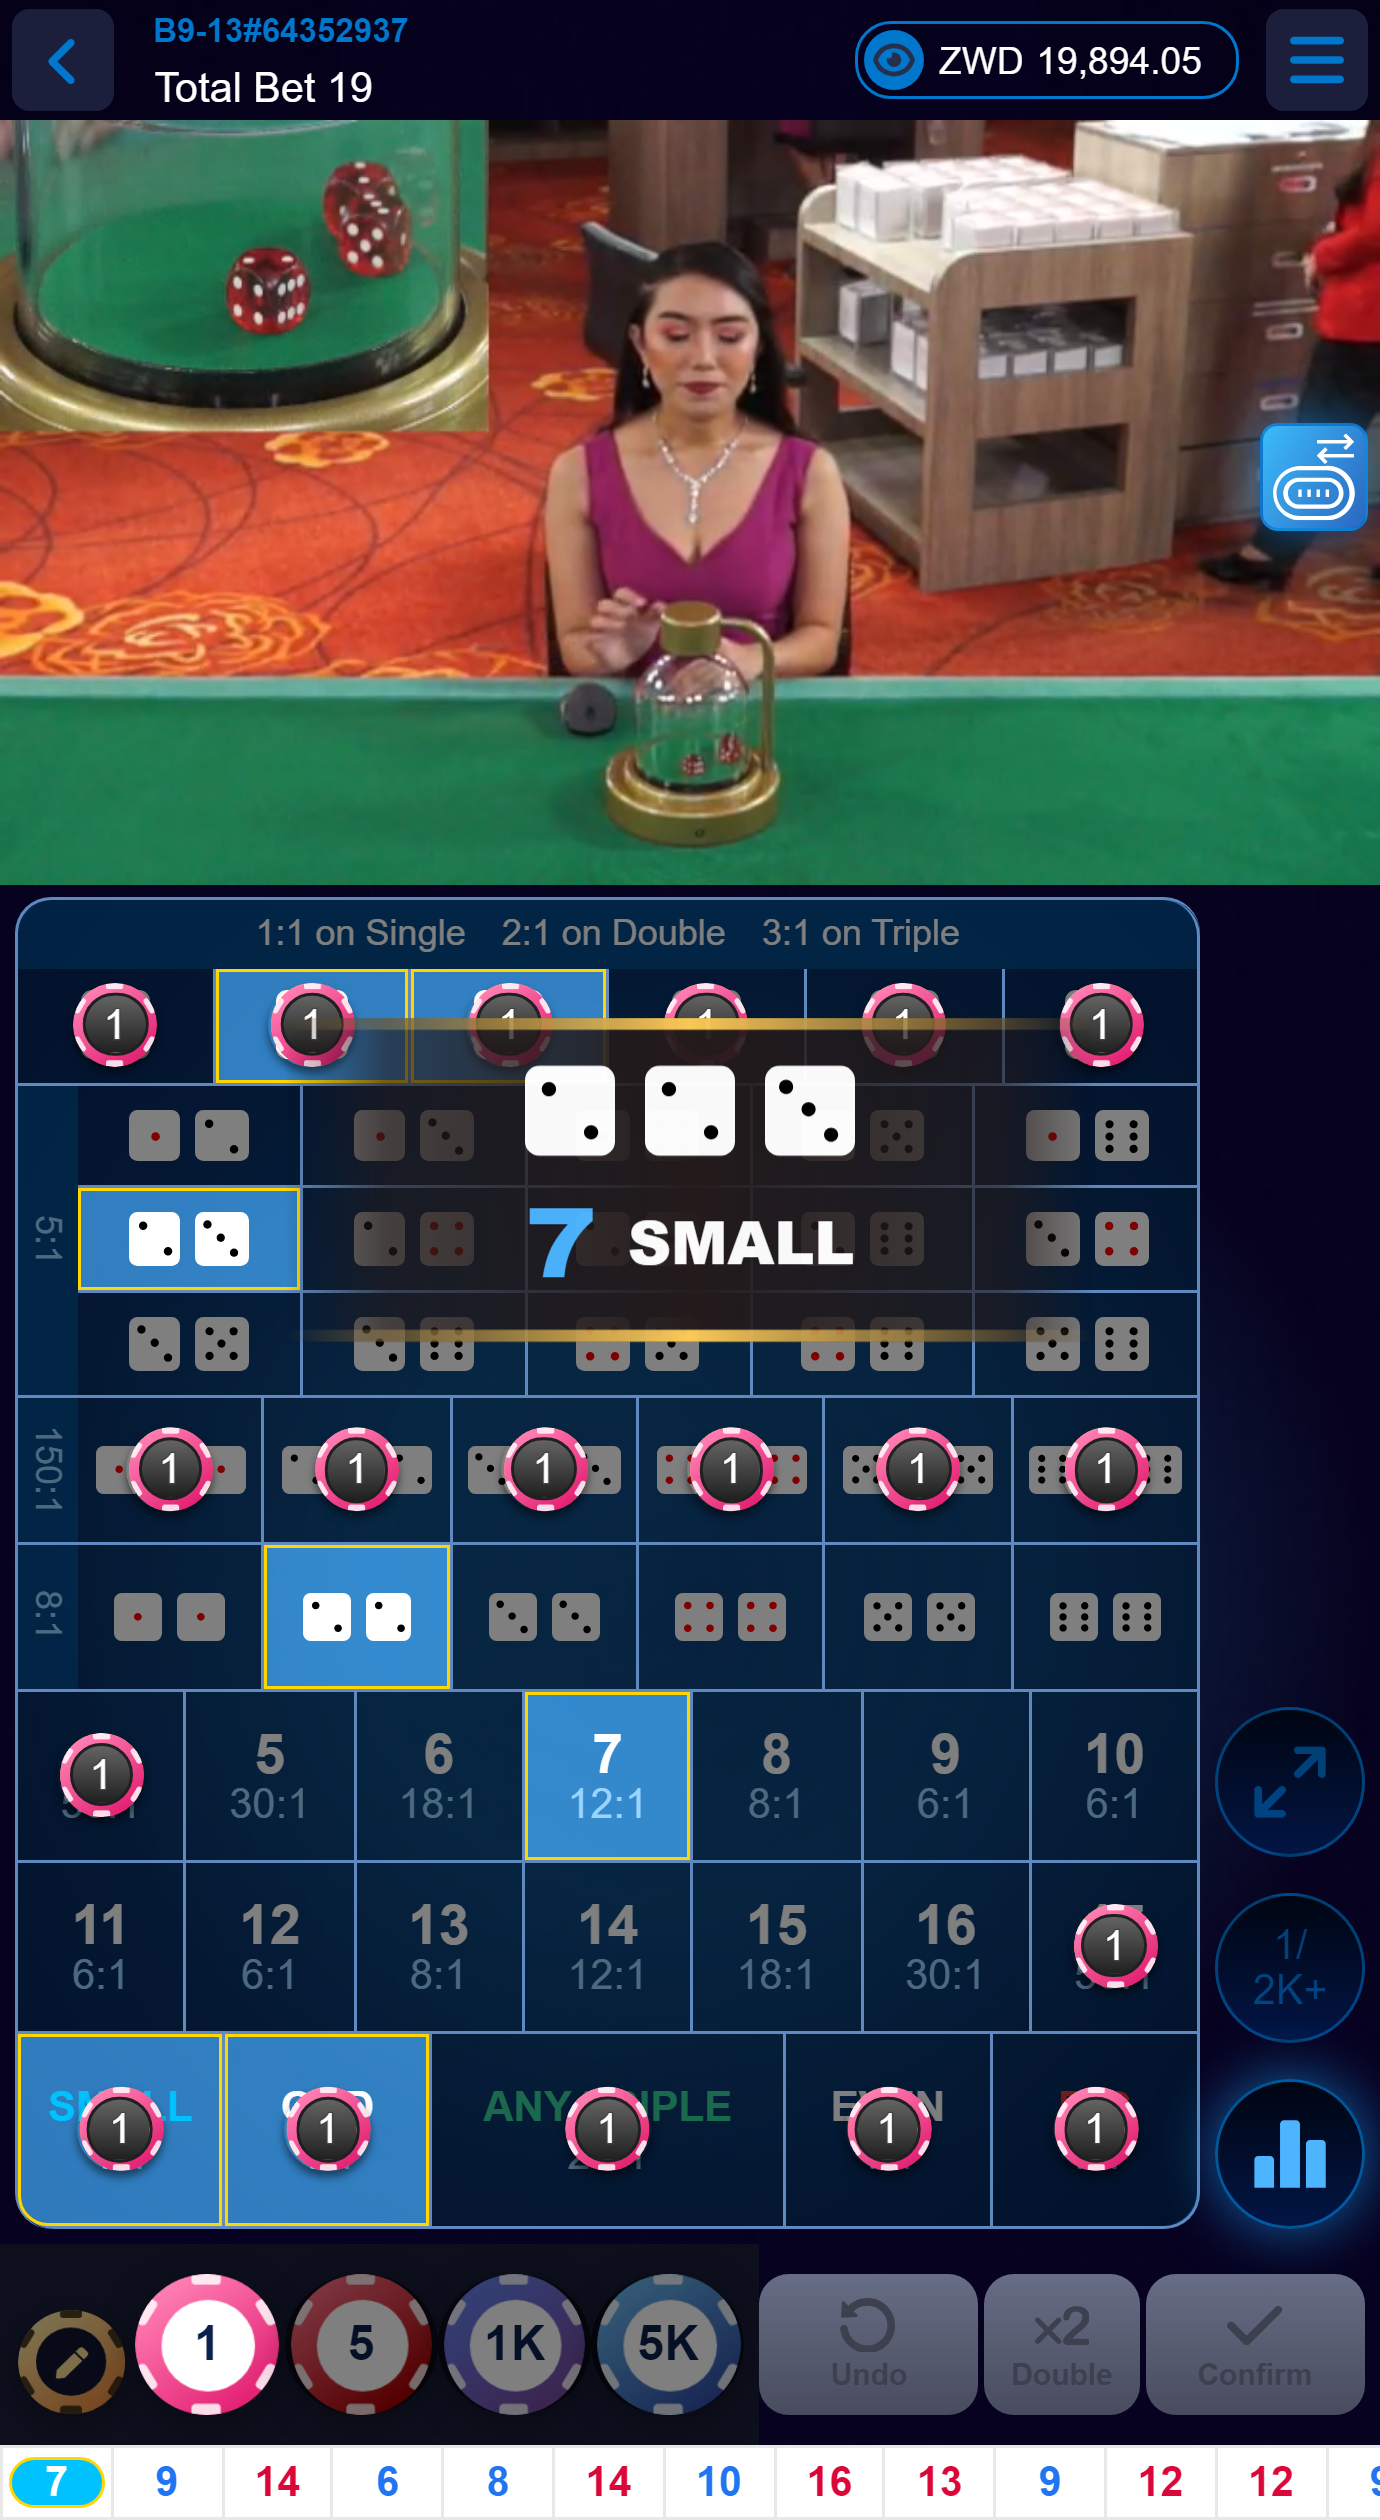 B9-13#64352937
Total Bet 19
ZWD 19,894.05
1:1 on Single 2:1 on Double 3:1 on Triple
1 1 1 1 1 1
7 SMALL
5:1
150:1
1 1 1 1 1 1
8:1
1 5 6 7 8 9 10
30:1 18:1 12:1 8:1 6:1 6:1
11 12 13 14 15 16 1
6:1 6:1 8:1 12:1 18:1 30:1
1 1 1 1 1
1/
2K+
1 5 1K 5K
Undo x2 Double Confirm
7 9 14 6 8 14 10 16 13 9 12 12